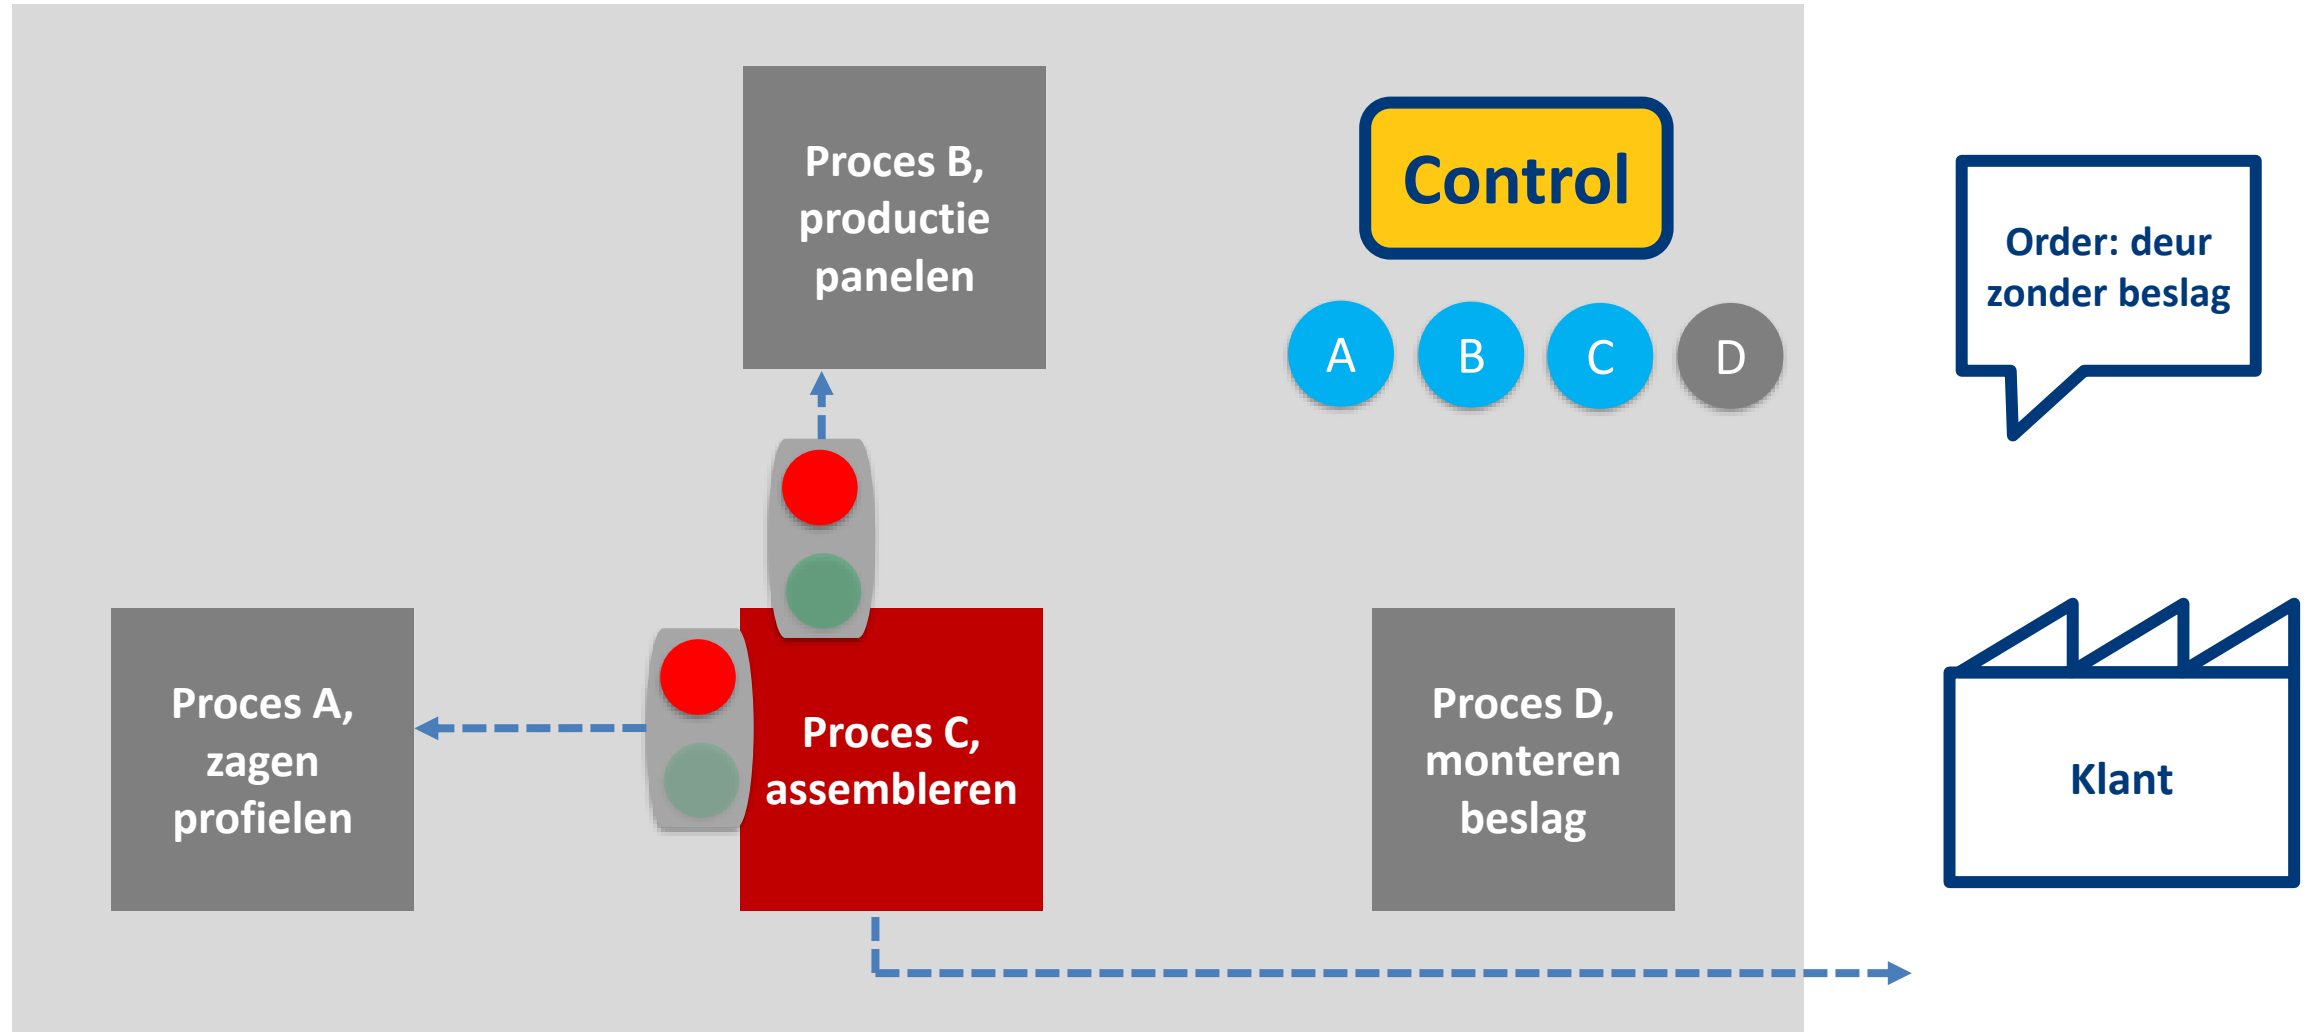 Proces B,
productie
panelen
Control
A
B
C
D
Order: deur
zonder beslag
Proces A,
zagen
profielen
Proces C,
assembleren
Proces D,
monteren
beslag
Klant